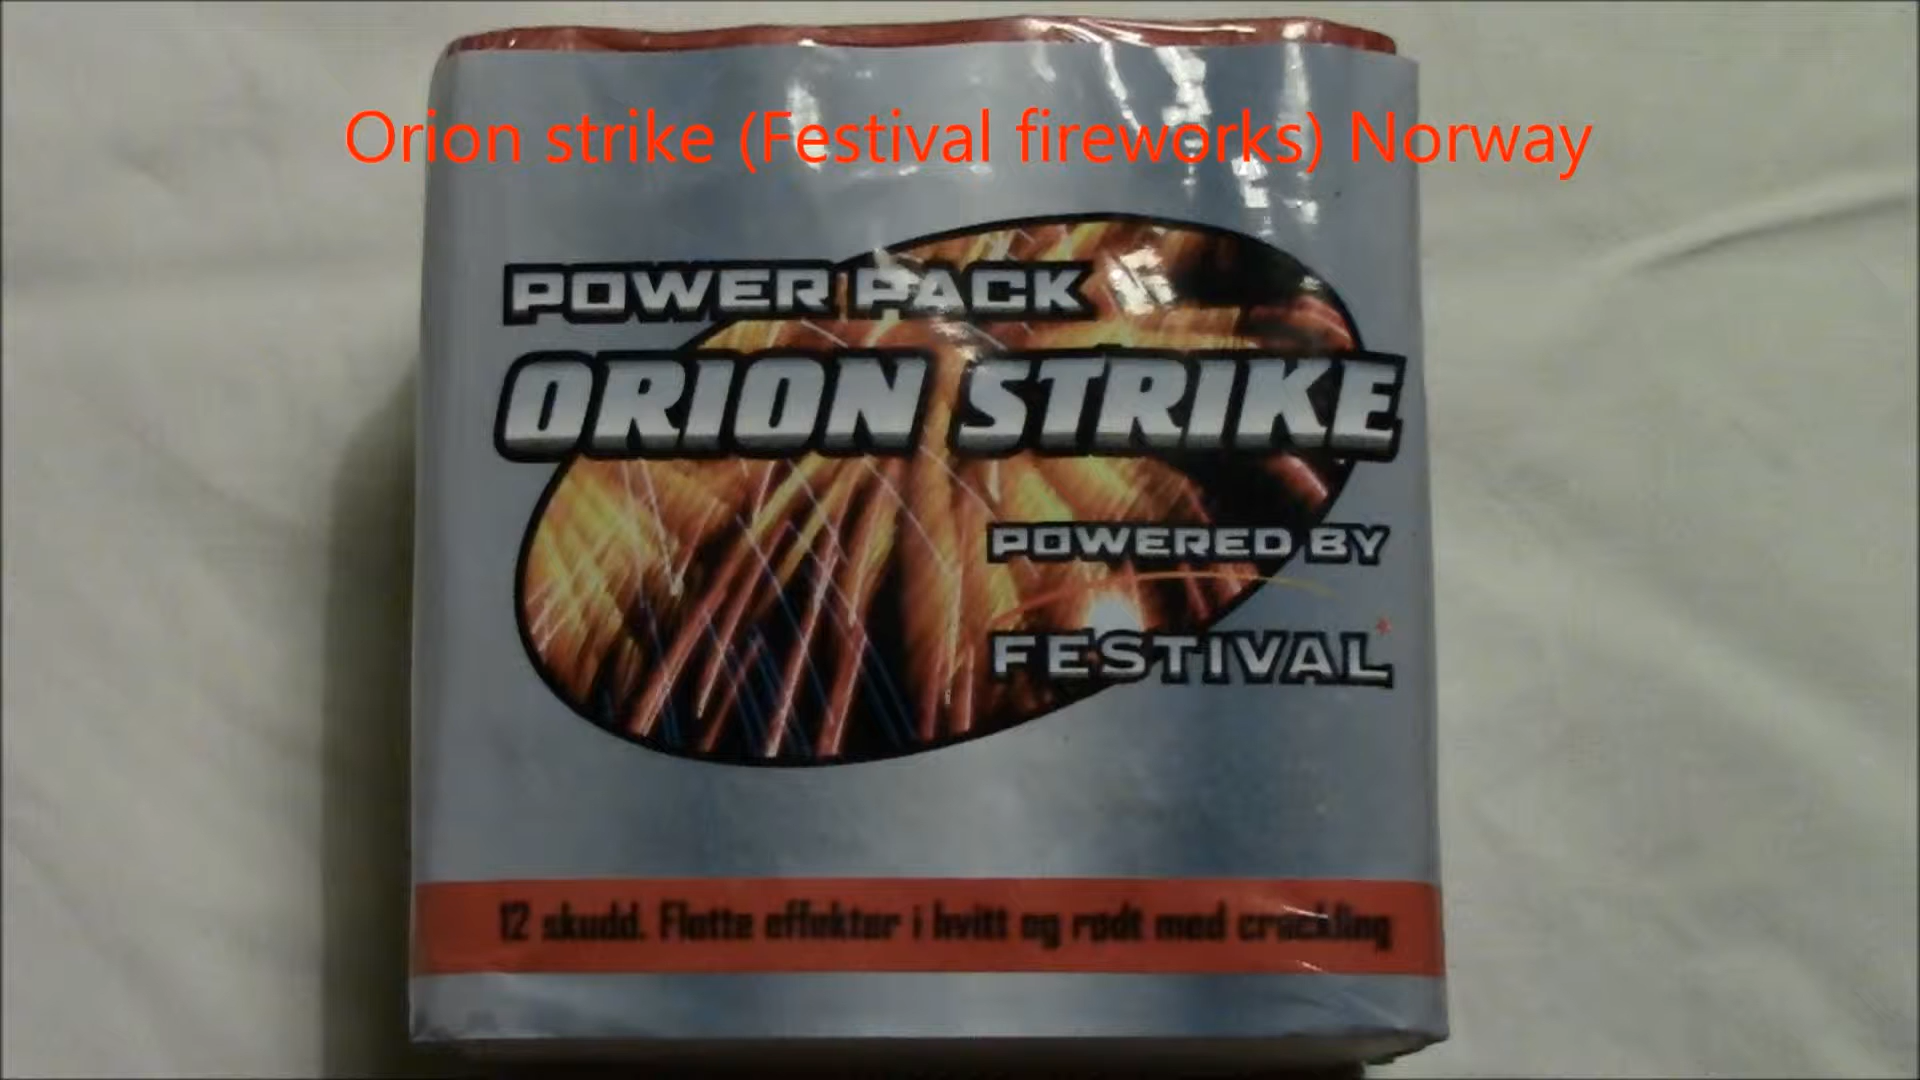 Orion strike (Festival fireworks) Norway
POWER PACK
ORION STRIKE
POWERED BY
FESTIVAL
12 skudd. Flotte effekter i hvitt og rødt med crackling